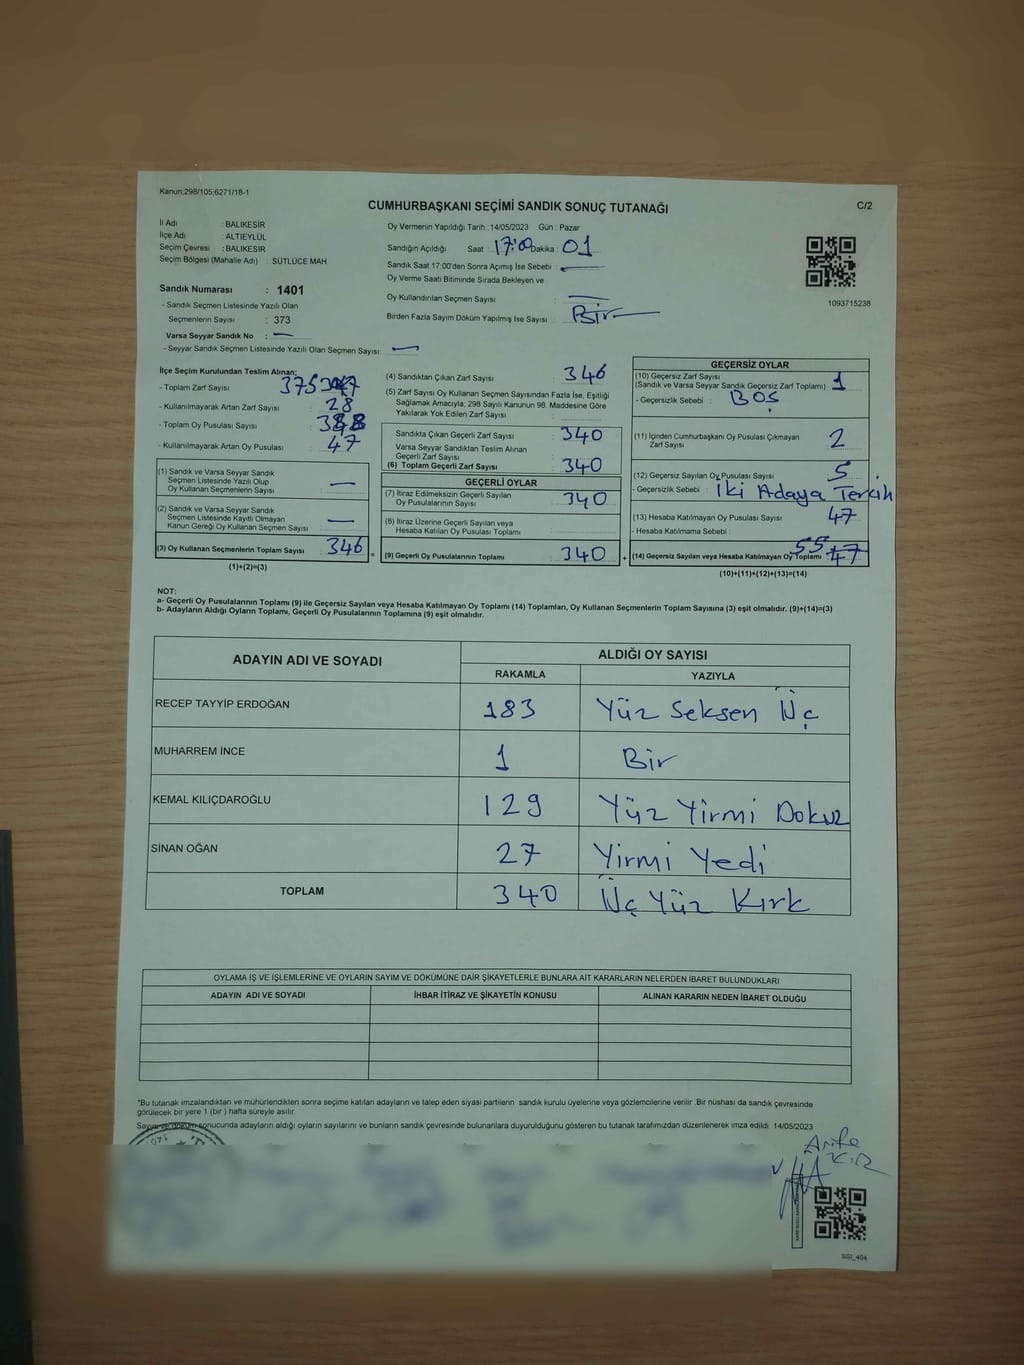 Kanun;298/105;6271/18-1
CUMHURBAŞKANI SEÇİMİ SANDIK SONUÇ TUTANAĞI
C/2
İl Adı : BALIKESİR
İlçe Adı : ALTIEYLÜL
Seçim Çevresi : BALIKESİR
Seçim Bölgesi (Mahalle Adı) : SÜTLÜCE MAH.
Sandık Numarası : 1401
- Sandık Seçmen Listesinde Yazılı Olan
Seçmenlerin Sayısı : 373
Varsa Seyyar Sandık No : —
- Seyyar Sandık Seçmen Listesinde Yazılı Olan Seçmen Sayısı: —
Oy Vermenin Yapıldığı Tarih : 14/05/2023 Gün : Pazar
Sandığın Açıldığı Saat : 17:00 Dakika : 01
Sandık Saat 17.00'den Sonra Açımış İse Sebebi : —
Oy Verme Saati Bitiminde Sırada Bekleyen ve
Oy Kullandırılan Seçmen Sayısı : —
Birden Fazla Sayım Döküm Yapılmış İse Sayısı : Bir —
1093715238
İlçe Seçim Kurulundan Teslim Alınan;
- Toplam Zarf Sayısı 375
- Kullanılmayarak Artan Zarf Sayısı 28
- Toplam Oy Pusulası Sayısı
- Kullanılmayarak Artan Oy Pusulası 47
(1) Sandık ve Varsa Seyyar Sandık
Seçmen Listesinde Yazılı Olup
Oy Kullanan Seçmenlerin Sayısı —
(2) Sandık ve Varsa Seyyar Sandık
Seçmen Listesinde Kayıtlı Olmayan
Kanun Gereği Oy Kullanan Seçmen Sayısı —
(3) Oy Kullanan Seçmenlerin Toplam Sayısı 346 =
(1)+(2)=(3)
(4) Sandıktan Çıkan Zarf Sayısı 346
(5) Zarf Sayısı Oy Kullanan Seçmen Sayısından Fazla İse, Eşitliği
Sağlamak Amacıyla; 298 Sayılı Kanunun 98. Maddesine Göre
Yakılarak Yok Edilen Zarf Sayısı :
Sandıkta Çıkan Geçerli Zarf Sayısı 340
Varsa Seyyar Sandıktan Teslim Alınan
Geçerli Zarf Sayısı
(6) Toplam Geçerli Zarf Sayısı 340
GEÇERLİ OYLAR
(7) İtiraz Edilmeksizin Geçerli Sayılan
Oy Pusulalarının Sayısı 340
(8) İtiraz Üzerine Geçerli Sayılan veya
Hesaba Katılan Oy Pusulası Toplamı
(9) Geçerli Oy Pusulalarının Toplamı 340 +
GEÇERSİZ OYLAR
(10) Geçersiz Zarf Sayısı
(Sandık ve Varsa Seyyar Sandık Geçersiz Zarf Toplamı) 1
- Geçersizlik Sebebi : BOŞ
(11) İçinden Cumhurbaşkanı Oy Pusulası Çıkmayan
Zarf Sayısı 2
(12) Geçersiz Sayılan Oy Pusulası Sayısı 5
- Geçersizlik Sebebi : İki Adaya Tercih
(13) Hesaba Katılmayan Oy Pusulası Sayısı 47
- Hesaba Katılmama Sebebi :
(14) Geçersiz Sayılan veya Hesaba Katılmayan Oy Toplamı 55 47
(10)+(11)+(12)+(13)=(14)
NOT:
a- Geçerli Oy Pusulalarının Toplamı (9) ile Geçersiz Sayılan veya Hesaba Katılmayan Oy Toplamı (14) Toplamları, Oy Kullanan Seçmenlerin Toplam Sayısına (3) eşit olmalıdır. (9)+(14)=(3)
b- Adayların Aldığı Oyların Toplamı, Geçerli Oy Pusulalarının Toplamına (9) eşit olmalıdır.
ADAYIN ADI VE SOYADI ALDIĞI OY SAYISI
RAKAMLA YAZIYLA
RECEP TAYYİP ERDOĞAN 183 Yüz Seksen Üç
MUHARREM İNCE 1 Bir
KEMAL KILIÇDAROĞLU 129 Yüz Yirmi Dokuz
SİNAN OĞAN 27 Yirmi Yedi
TOPLAM 340 Üç Yüz Kırk
OYLAMA İŞ VE İŞLEMLERİNE VE OYLARIN SAYIM VE DÖKÜMÜNE DAİR ŞİKAYETLERLE BUNLARA AİT KARARLARIN NELERDEN İBARET BULUNDUKLARI
ADAYIN ADI VE SOYADI İHBAR İTİRAZ VE ŞİKAYETİN KONUSU ALINAN KARARIN NEDEN İBARET OLDUĞU
"Bu tutanak imzalandıktan ve mühürlendikten sonra seçime katılan adayların ve talep eden siyasi partilerin sandık kurulu üyelerine veya gözlemcilerine verilir. Bir nüshası da sandık çevresinde
görülecek bir yere 1 (bir ) hafta süreyle asılır.
Sayım ve döküm sonucunda adayların aldığı oyların sayılarını ve bunların sandık çevresinde bulunanlara duyurulduğunu gösteren bu tutanak tarafımızdan düzenlenerek imza edildi. 14/05/2023
Arife
SSI_404